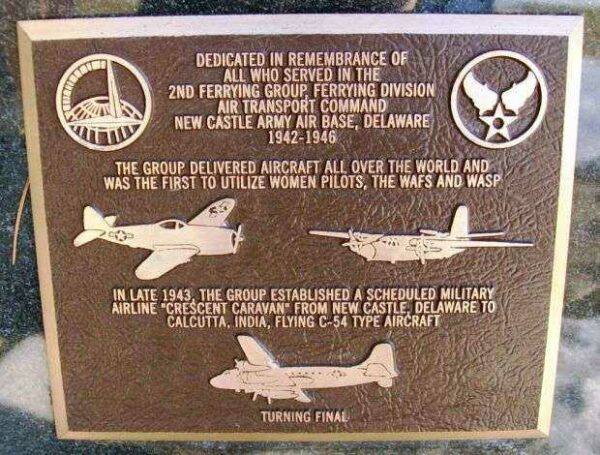 DEDICATED IN REMEMBRANCE OF
ALL WHO SERVED IN THE
2ND FERRYING GROUP, FERRYING DIVISION
AIR TRANSPORT COMMAND
NEW CASTLE ARMY AIR BASE, DELAWARE
1942-1946
THE GROUP DELIVERED AIRCRAFT ALL OVER THE WORLD AND
WAS THE FIRST TO UTILIZE WOMEN PILOTS, THE WAFS AND WASP
IN LATE 1943, THE GROUP ESTABLISHED A SCHEDULED MILITARY
AIRLINE "CRESCENT CARAVAN" FROM NEW CASTLE, DELAWARE TO
CALCUTTA, INDIA, FLYING C-54 TYPE AIRCRAFT
TURNING FINAL